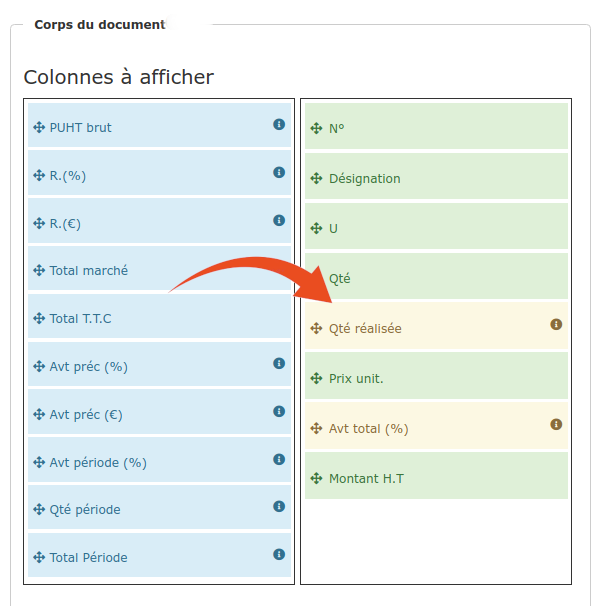 Corps du document
Colonnes à afficher
PUHT brut
R.(%)
R.(€)
Total marché
Total T.T.C
Avt préc (%)
Avt préc (€)
Avt période (%)
Qté période
Total Période
Nº
Désignation
U
Qté
Qté réalisée
Prix unit.
Avt total (%)
Montant H.T